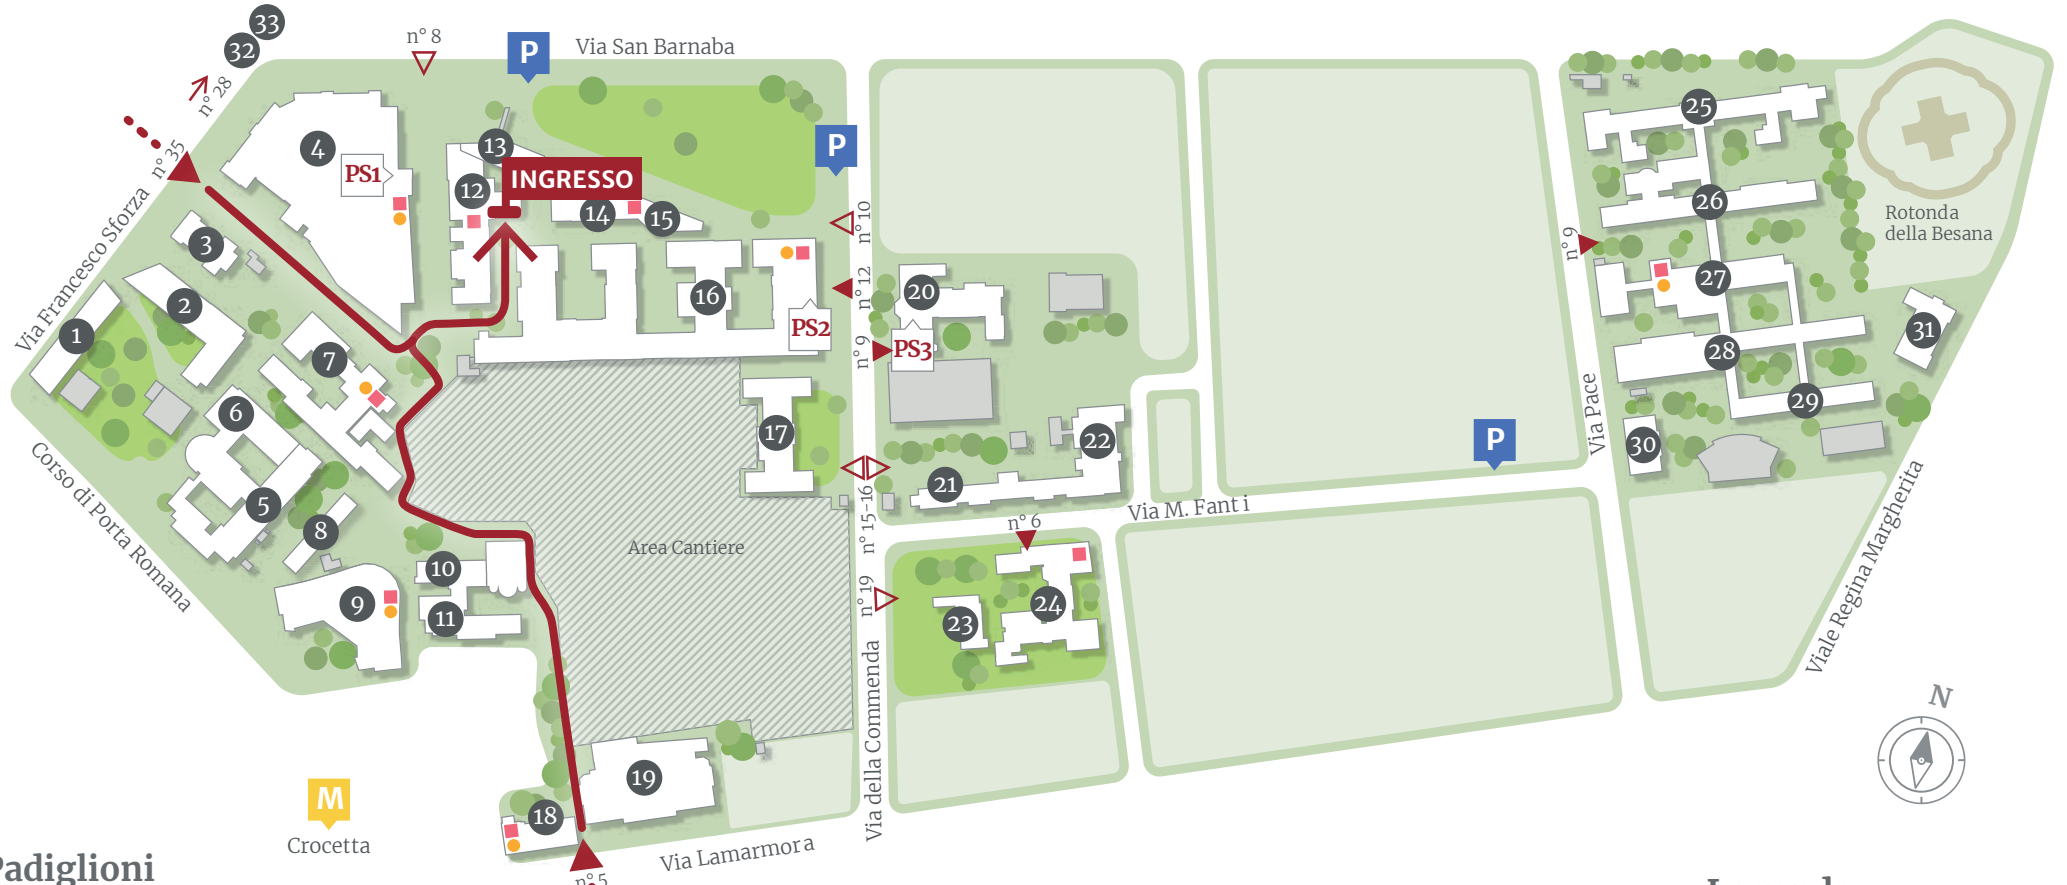 33
32
n° 8
P
Via San Barnaba
n° 28
n° 35
4
PS1
13
12
INGRESSO
14
15
P
n° 10
25
26
Rotonda
della Besana
n° 9
27
3
2
1
Via Francesco Sforza
16
n° 12
20
PS2
n° 9
PS3
7
28
31
29
Via Pace
6
17
22
P
30
5
8
21
n° 15-16
Via M. Fant i
n° 6
Corso di Porta Romana
Area Cantiere
10
9
11
n° 19
23
24
Viale Regina Margherita
N
19
18
M
Crocetta
Via della Commenda
Via Lamarmora
n° 5
Padiglioni